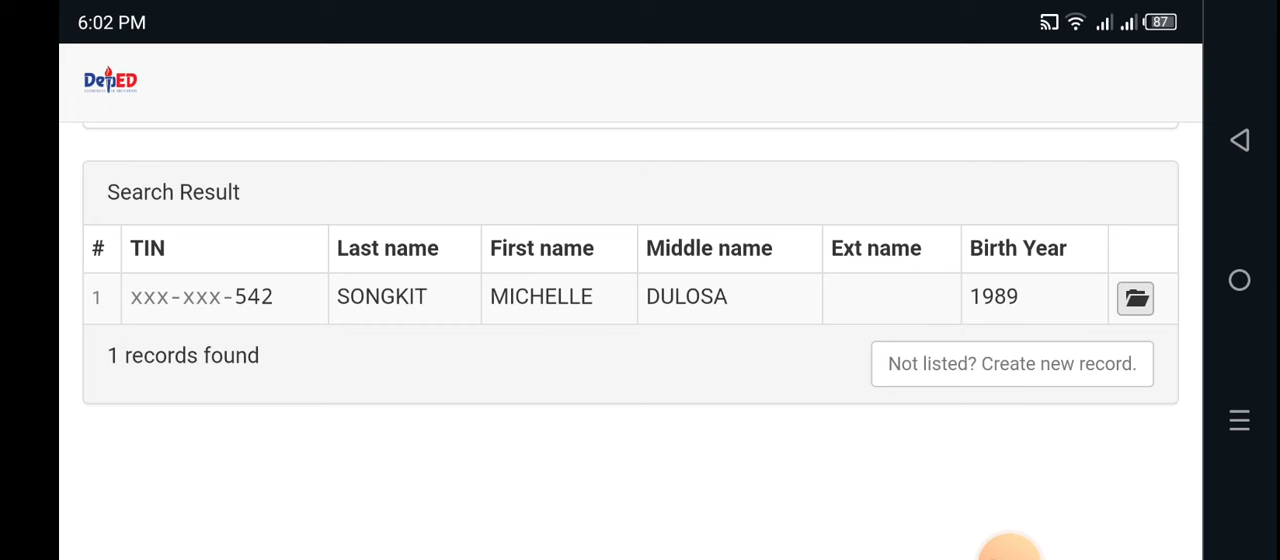 6:02 PM
87
DepED
Search Result
# TIN Last name First name Middle name Ext name Birth Year
1 xxx-xxx-542 SONGKIT MICHELLE DULOSA 1989
1 records found
Not listed? Create new record.